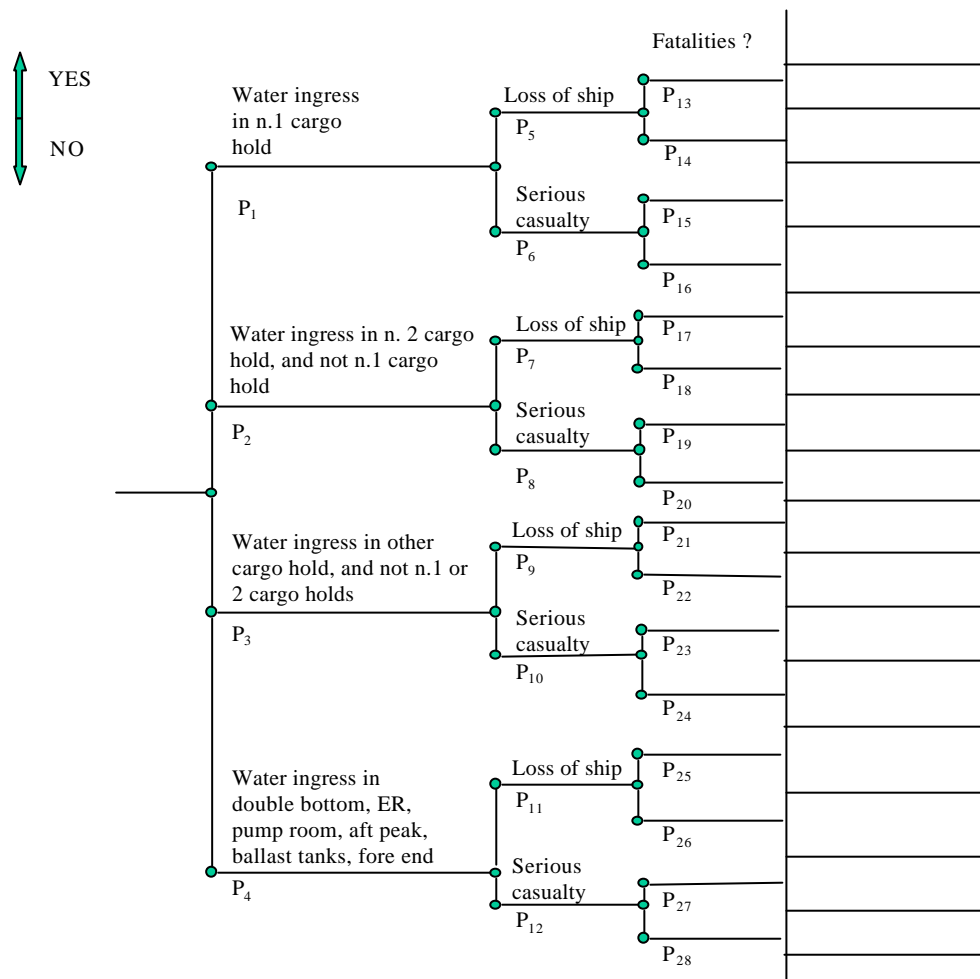 Fatalities ?
YES
NO
Water ingress
in n.1 cargo
hold
P1
Loss of ship
P5
P13
P14
Serious
casualty
P6
P15
P16
Water ingress in n. 2 cargo
hold, and not n.1 cargo
hold
P2
Loss of ship
P7
P17
P18
Serious
casualty
P8
P19
P20
Water ingress in other
cargo hold, and not n.1 or
2 cargo holds
P3
Loss of ship
P9
P21
P22
Serious
casualty
P10
P23
P24
Water ingress in
double bottom, ER,
pump room, aft peak,
ballast tanks, fore end
P4
Loss of ship
P11
P25
P26
Serious
casualty
P12
P27
P28